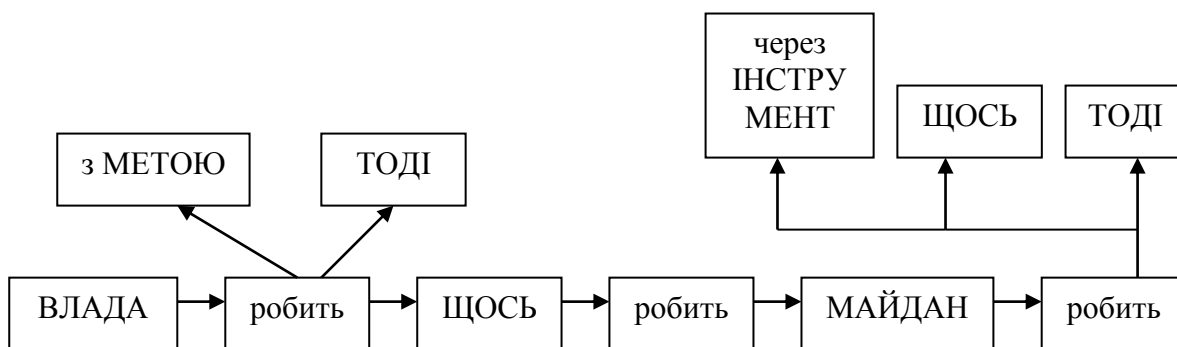 через
ІНСТРУ
МЕНТ
ЩОСЬ
ТОДІ
з МЕТОЮ
ТОДІ
ВЛАДА
робить
ЩОСЬ
робить
МАЙДАН
робить